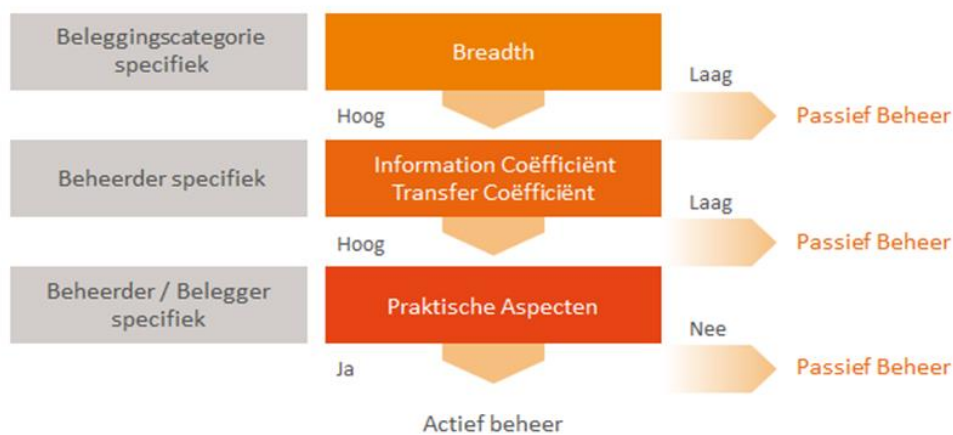 Beleggingscategorie
specifiek
Breadth
Laag
Hoog
Passief Beheer
Beheerder specifiek
Information Coëfficiënt
Transfer Coëfficiënt
Laag
Hoog
Passief Beheer
Beheerder / Belegger
specifiek
Praktische Aspecten
Nee
Ja
Passief Beheer
Actief beheer